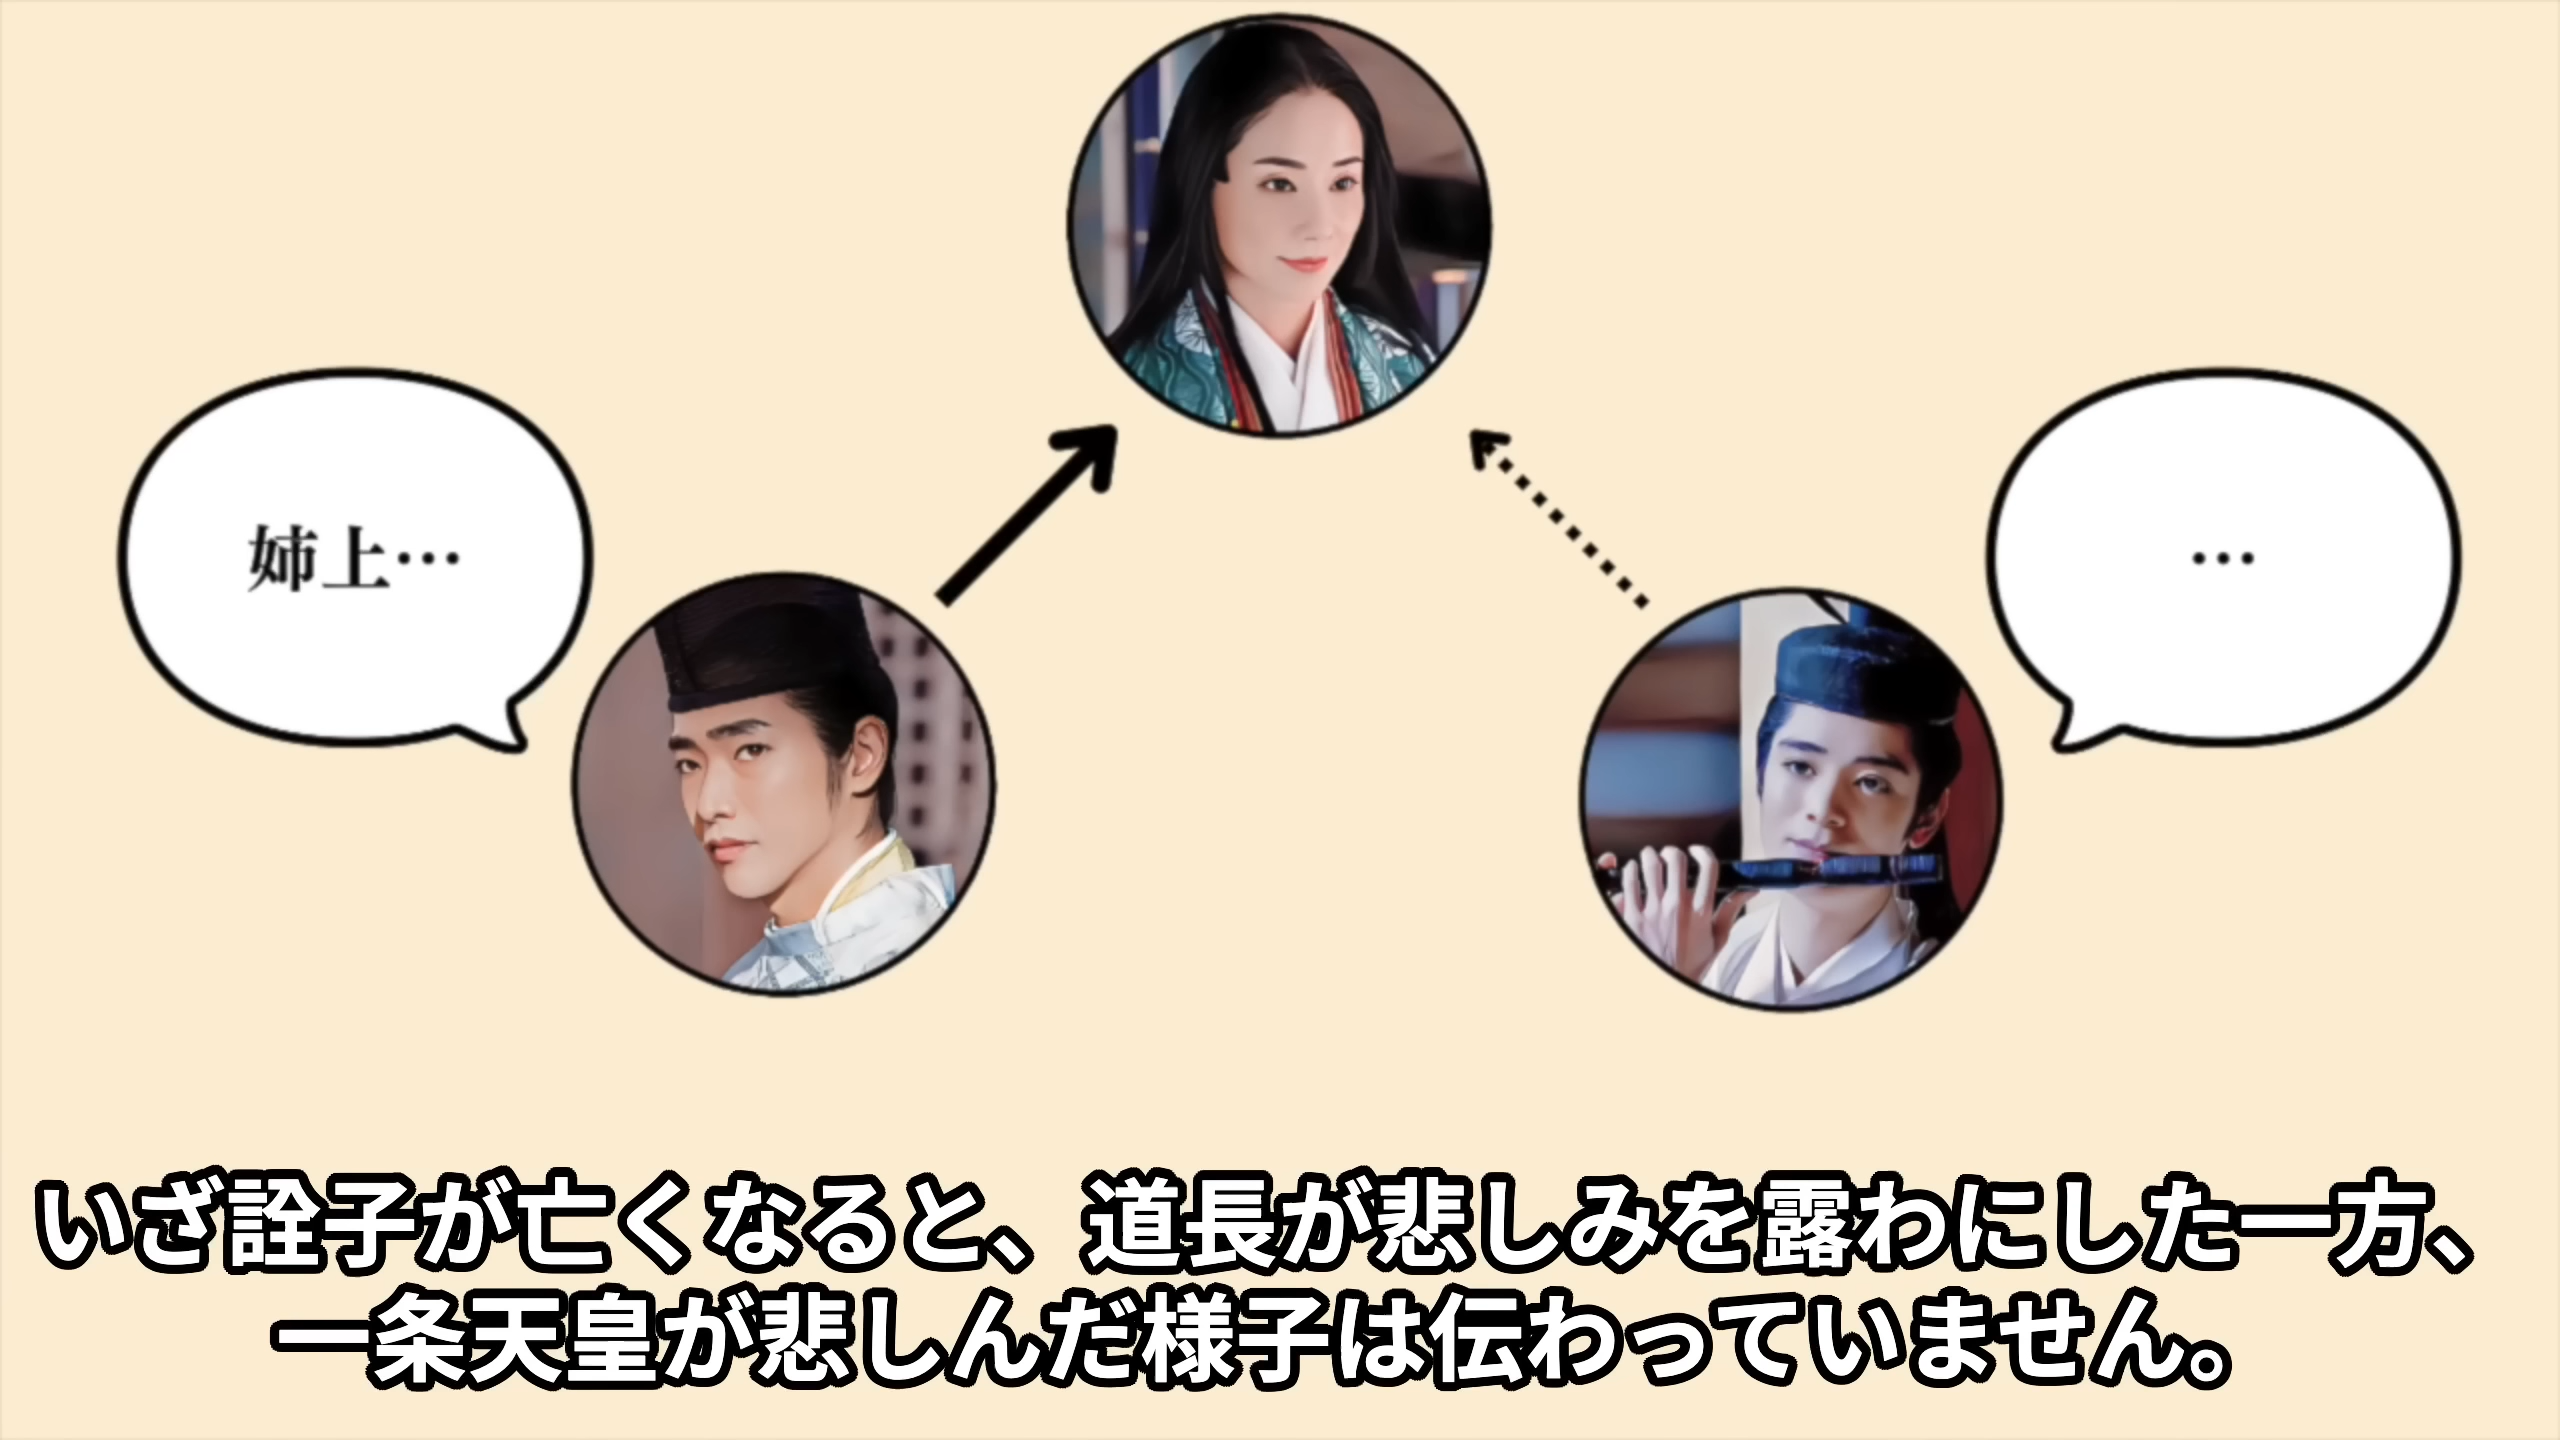 姉上…
…
いざ詮子が亡くなると、道長が悲しみを露わにした一方、
一条天皇が悲しんだ様子は伝わっていません。